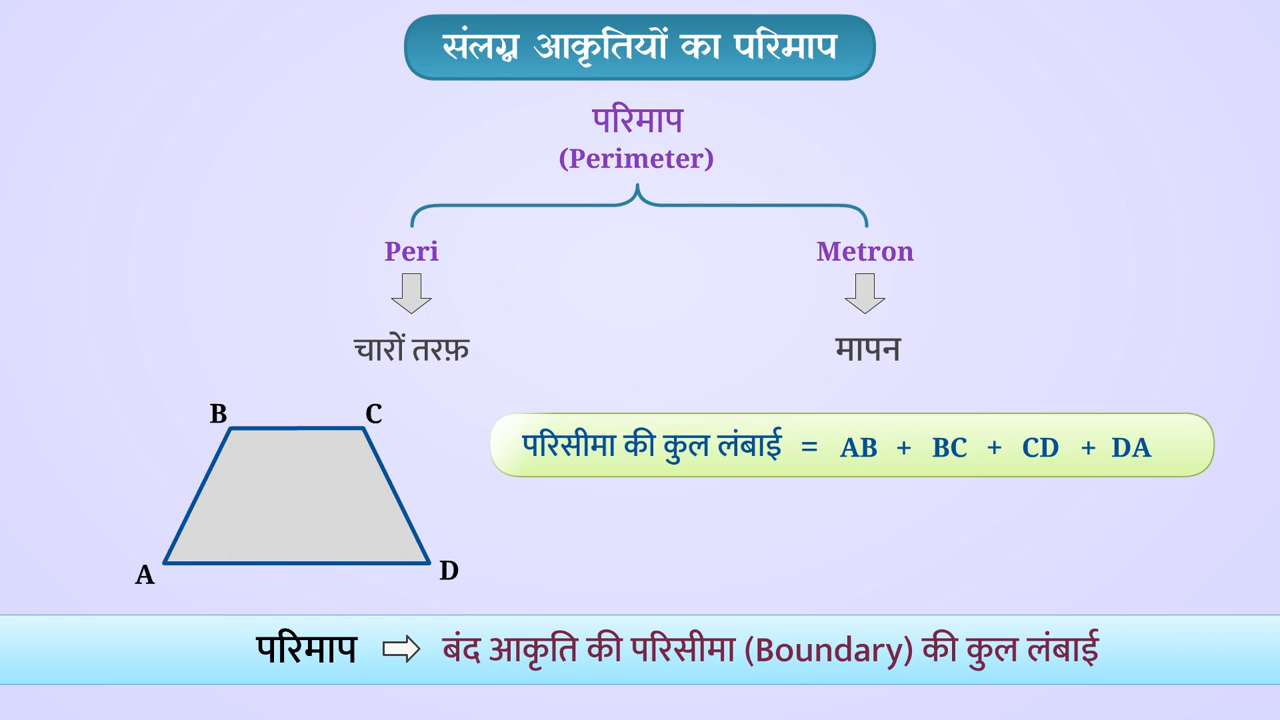 संलग्न आकृतियों का परिमाप
परिमाप
(Perimeter)
Peri
Metron
चारों तरफ़
मापन
B
C
परिसीमा की कुल लंबाई = AB + BC + CD + DA
A
D
परिमाप ⇨ बंद आकृति की परिसीमा (Boundary) की कुल लंबाई